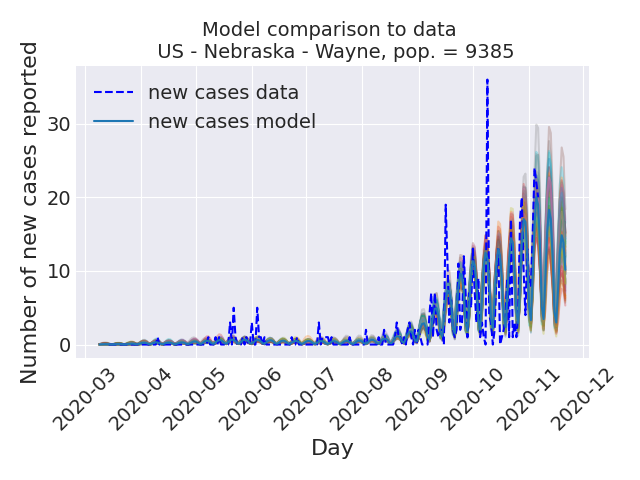 Model comparison to data
US - Nebraska - Wayne, pop. = 9385
Number of new cases reported
new cases data
new cases model
30
20
10
0
2020-03
2020-04
2020-05
2020-06
2020-07
2020-08
2020-09
2020-10
2020-11
2020-12
Day